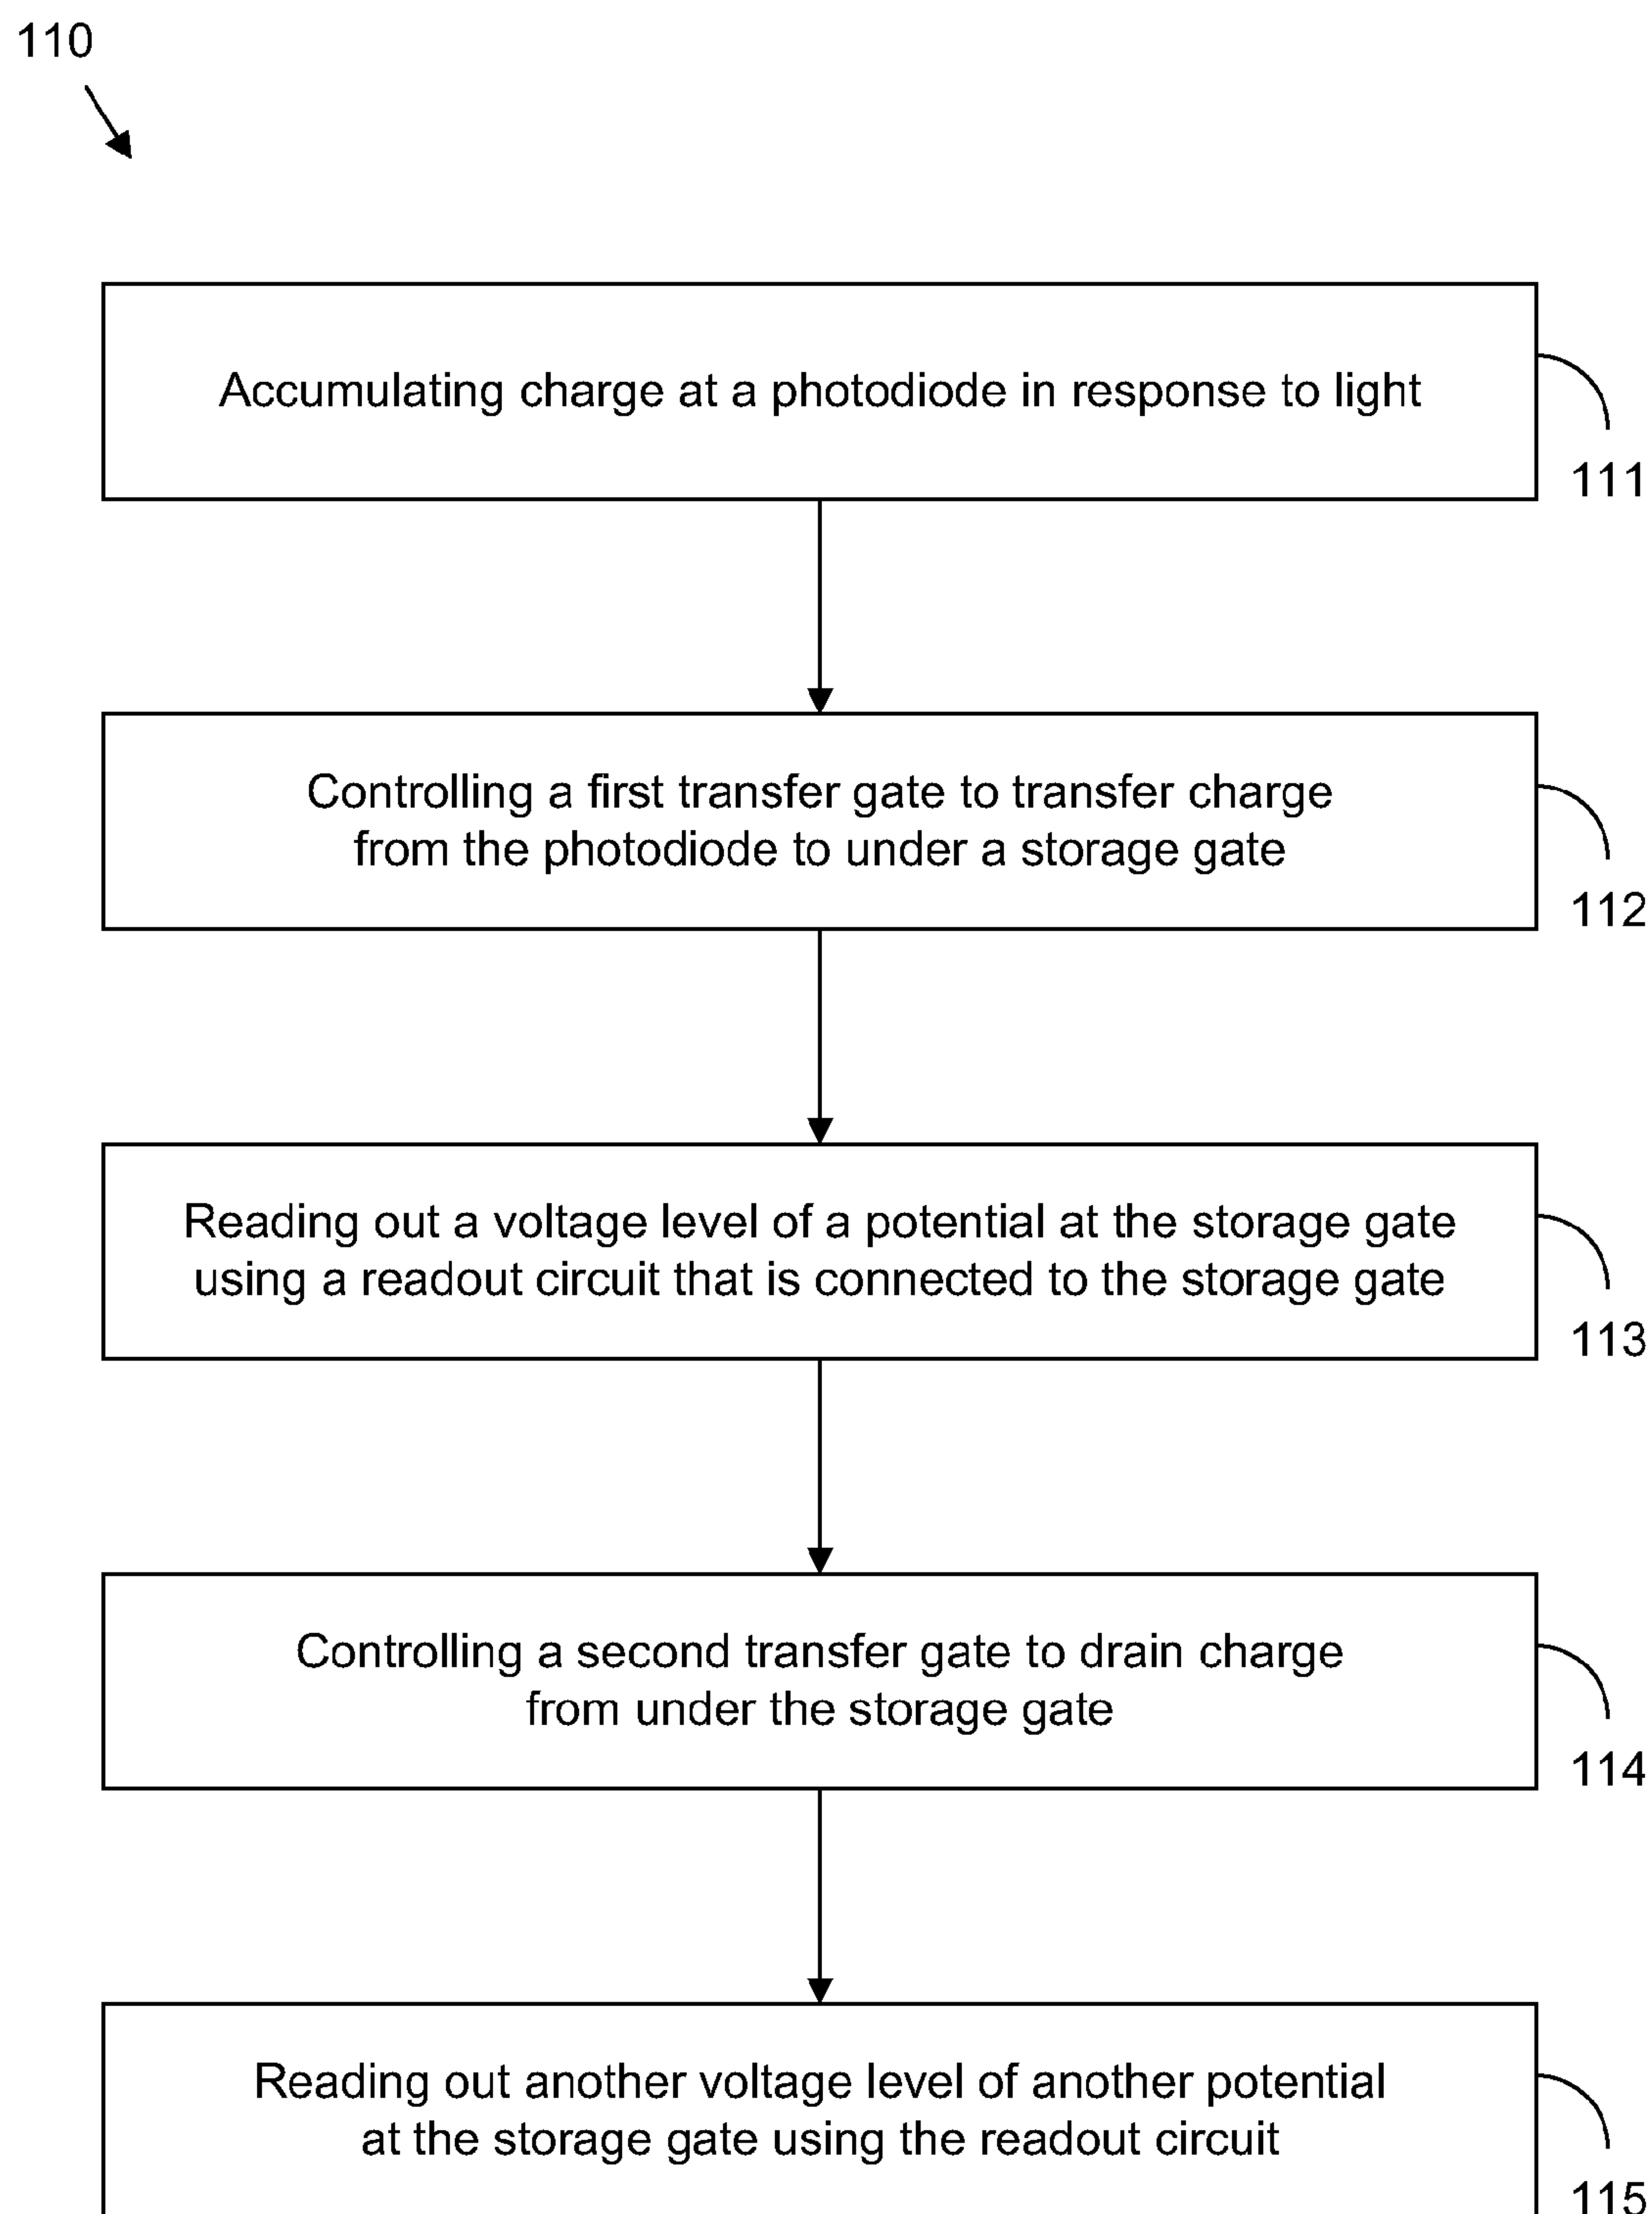 110
Accumulating charge at a photodiode in response to light
111
Controlling a first transfer gate to transfer charge
from the photodiode to under a storage gate
112
Reading out a voltage level of a potential at the storage gate
using a readout circuit that is connected to the storage gate
113
Controlling a second transfer gate to drain charge
from under the storage gate
114
Reading out another voltage level of another potential
at the storage gate using the readout circuit
115